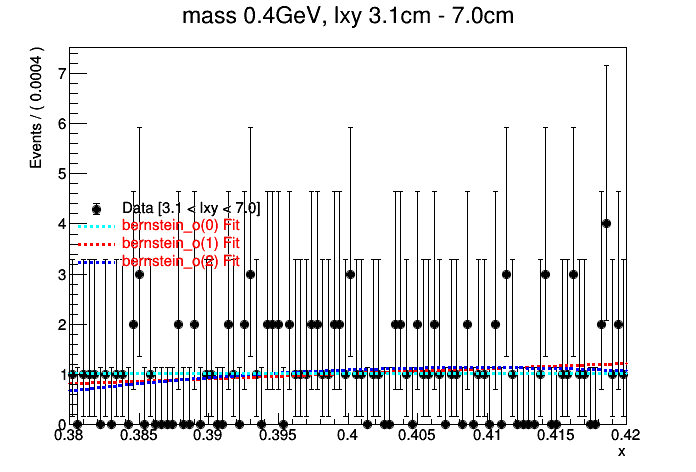 mass 0.4GeV, lxy 3.1cm - 7.0cm
Events / ( 0.0004 )
7
6
5
4
3
2
1
0
Data [3.1 < lxy < 7.0]
bernstein_o(0) Fit
bernstein_o(1) Fit
bernstein_o(2) Fit
0.38 0.385 0.39 0.395 0.4 0.405 0.41 0.415 0.42
x